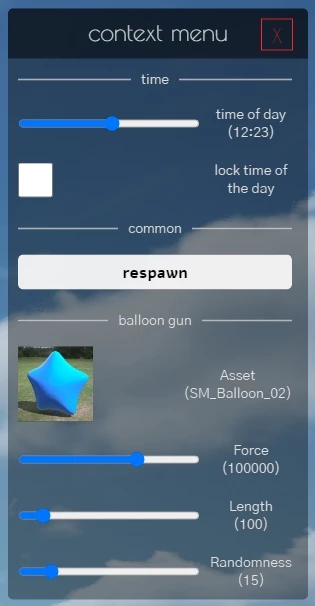 context menu X
time
time of day
(12:23)
lock time of
the day
common
respawn
balloon gun
Asset
(SM_Balloon_02)
Force
(100000)
Length
(100)
Randomness
(15)